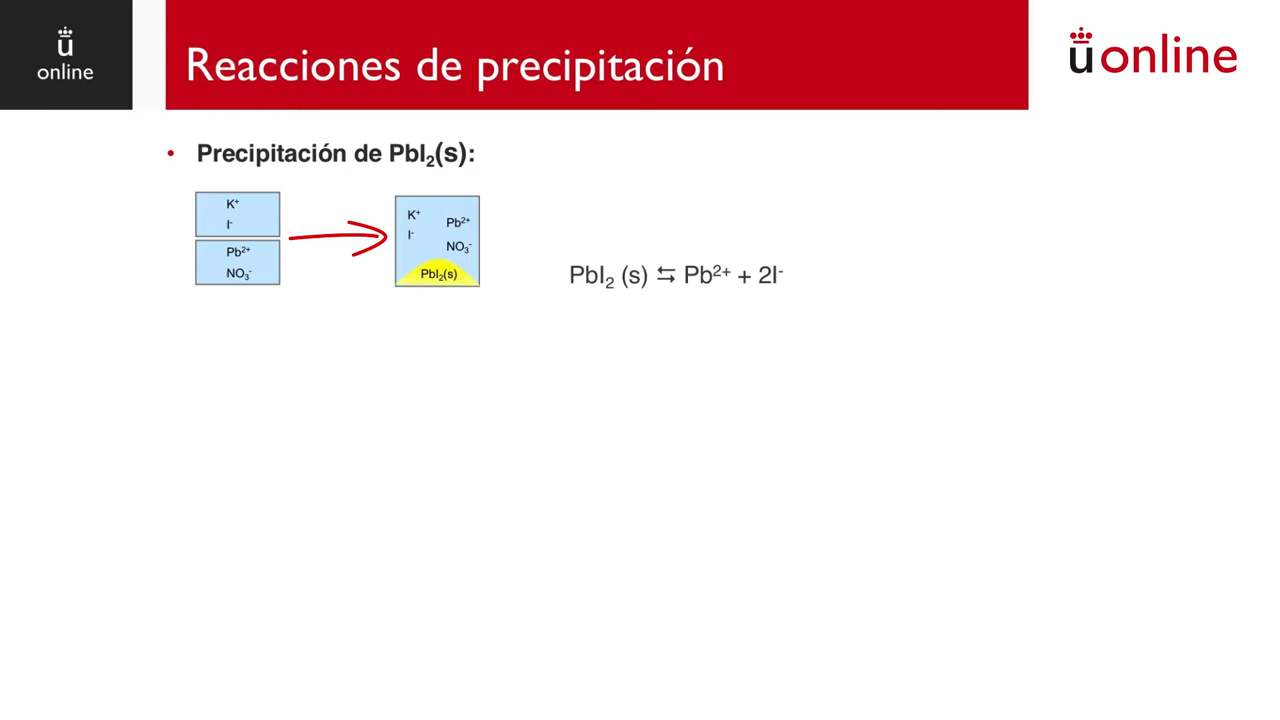 ü
online
Reacciones de precipitación
üonline
• Precipitación de PbI₂(s):
K⁺
I⁻
Pb²⁺
NO₃⁻
K⁺
I⁻
Pb²⁺
NO₃⁻
PbI₂(s)
PbI₂ (s) ⇆ Pb²⁺ + 2I⁻